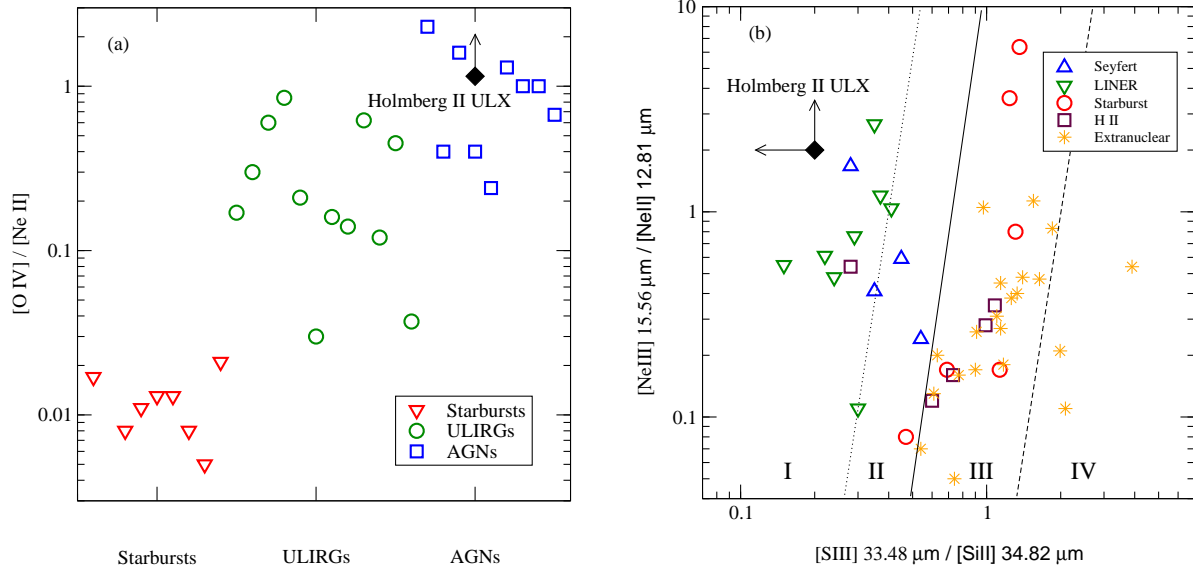 (a)
Holmberg II ULX
[O IV] / [Ne II]
1
0.1
0.01
Starbursts
ULIRGs
AGNs
Starbursts
ULIRGs
AGNs
(b)
Holmberg II ULX
Seyfert
LINER
Starburst
H II
Extranuclear
[NeIII] 15.56 µm / [NeII] 12.81 µm
10
1
0.1
I
II
III
IV
0.1
1
[SIII] 33.48 µm / [SiII] 34.82 µm